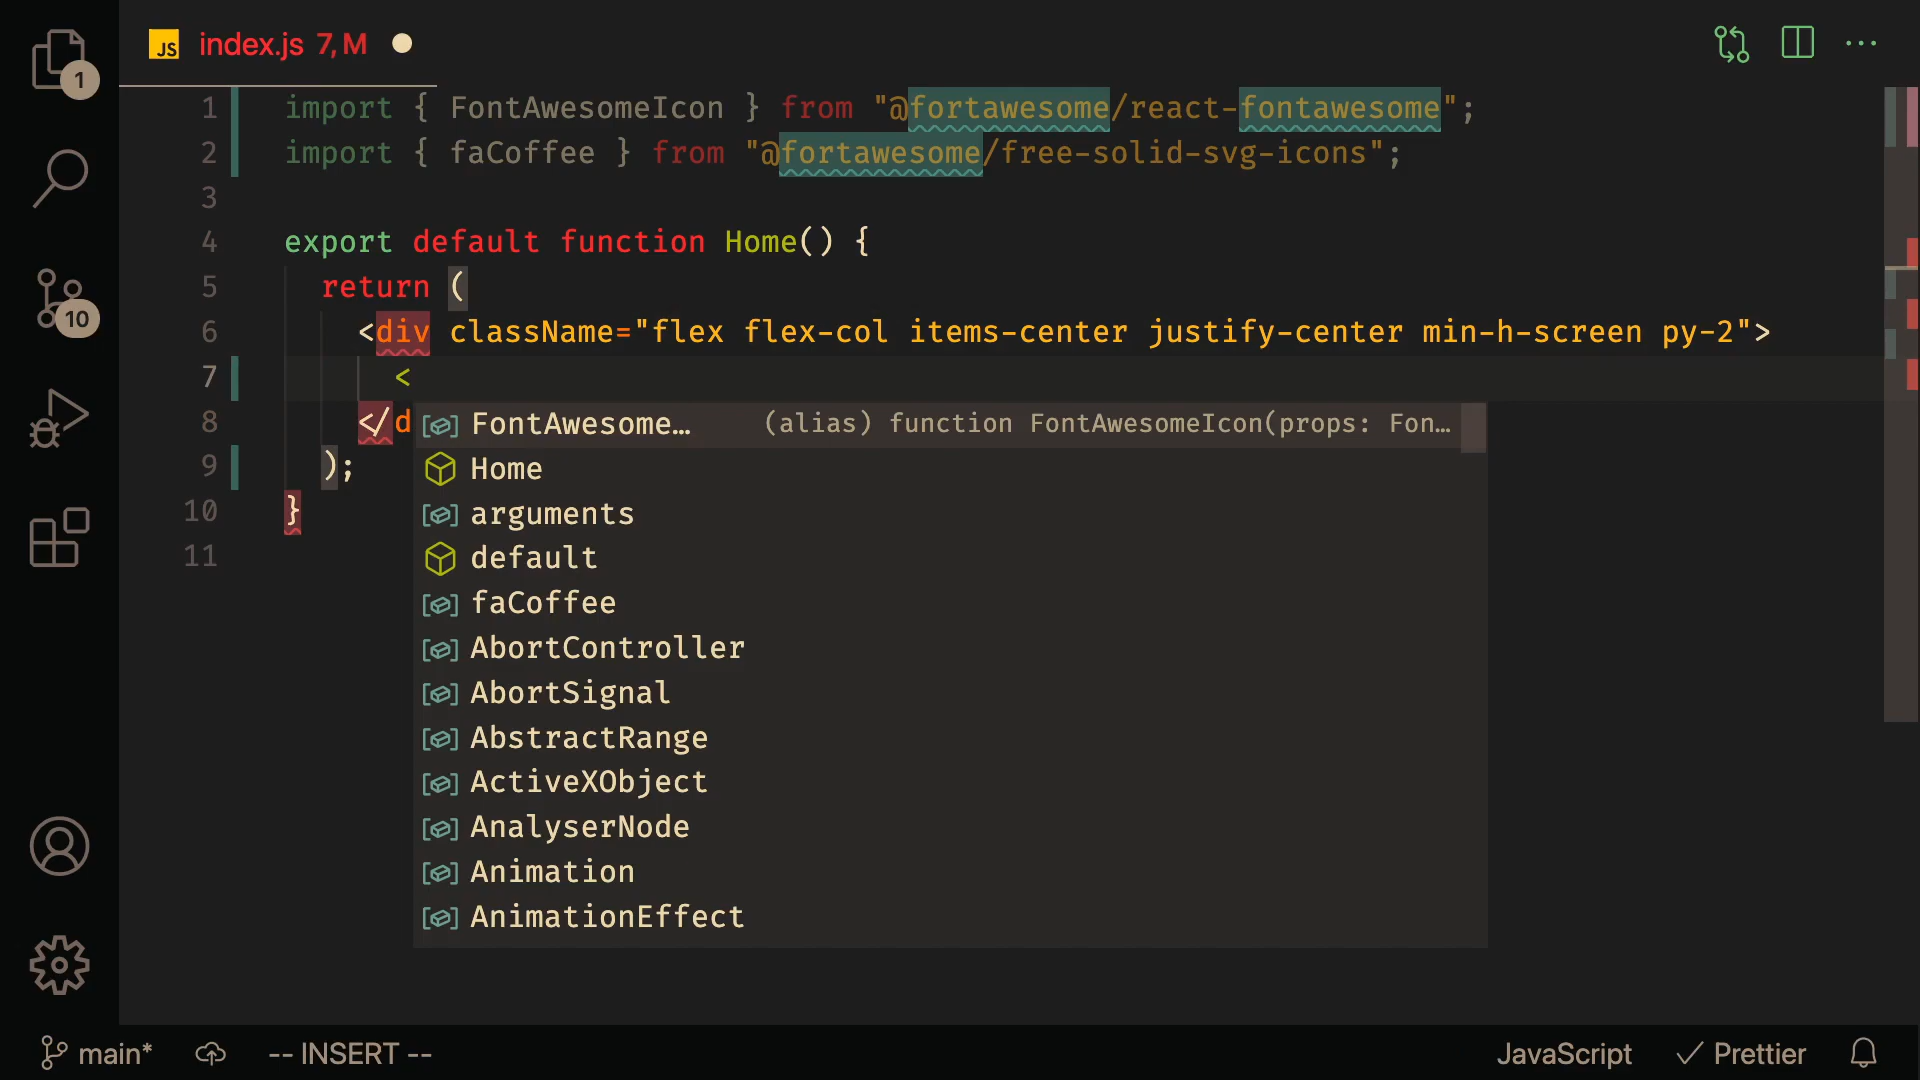 1
10
JS index.js 7, M
1 import { FontAwesomeIcon } from "@fortawesome/react-fontawesome";
2 import { faCoffee } from "@fortawesome/free-solid-svg-icons";
3
4 export default function Home() {
5 return (
6 <div className="flex flex-col items-center justify-center min-h-screen py-2">
7 <
8 </d
9 );
10 }
11
FontAwesome… (alias) function FontAwesomeIcon(props: Fon…
Home
arguments
default
faCoffee
AbortController
AbortSignal
AbstractRange
ActiveXObject
AnalyserNode
Animation
AnimationEffect
main* -- INSERT -- JavaScript Prettier